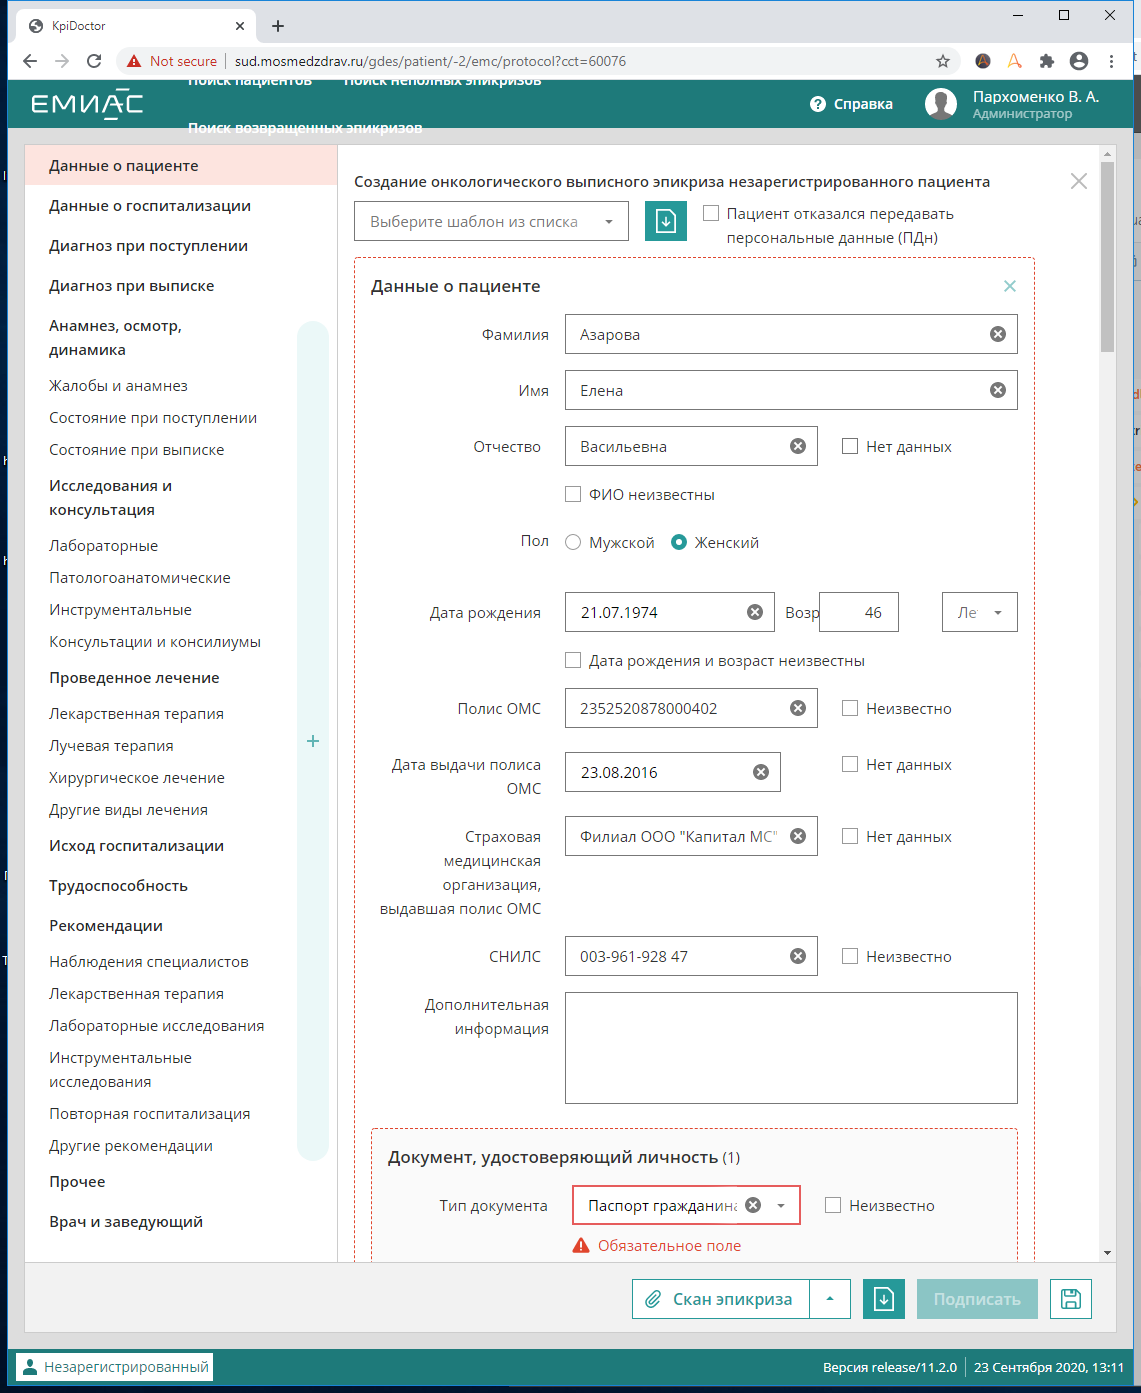 KpiDoctor
Not secure
sud.mosmedzdrav.ru/gdes/patient/-2/emc/protocol?cct=60076
Поиск пациентов Поиск неполных эпикризов
ЕМИАС
Справка
Пархоменко В. А.
Администратор
Поиск возвращенных эпикризов
Данные о пациенте
Данные о госпитализации
Диагноз при поступлении
Диагноз при выписке
Анамнез, осмотр,
динамика
Жалобы и анамнез
Состояние при поступлении
Состояние при выписке
Исследования и
консультация
Лабораторные
Патологоанатомические
Инструментальные
Консультации и консилиумы
Проведенное лечение
Лекарственная терапия
Лучевая терапия
Хирургическое лечение
Другие виды лечения
Исход госпитализации
Трудоспособность
Рекомендации
Наблюдения специалистов
Лекарственная терапия
Лабораторные исследования
Инструментальные
исследования
Повторная госпитализация
Другие рекомендации
Прочее
Врач и заведующий
Создание онкологического выписного эпикриза незарегистрированного пациента
Выберите шаблон из списка
Пациент отказался передавать
персональные данные (ПДн)
Данные о пациенте
Фамилия Азарова
Имя Елена
Отчество Васильевна Нет данных
ФИО неизвестны
Пол Мужской Женский
Дата рождения 21.07.1974 Возр 46 Ле
Дата рождения и возраст неизвестны
Полис ОМС 2352520878000402 Неизвестно
Дата выдачи полиса
ОМС
23.08.2016 Нет данных
Страховая
медицинская
организация,
выдавшая полис ОМС
Филиал ООО "Капитал МС" Нет данных
СНИЛС 003-961-928 47 Неизвестно
Дополнительная
информация
Документ, удостоверяющий личность (1)
Тип документа Паспорт гражданина Неизвестно
Обязательное поле
Скан эпикриза
Подписать
Незарегистрированный
Версия release/11.2.0
23 Сентября 2020, 13:11